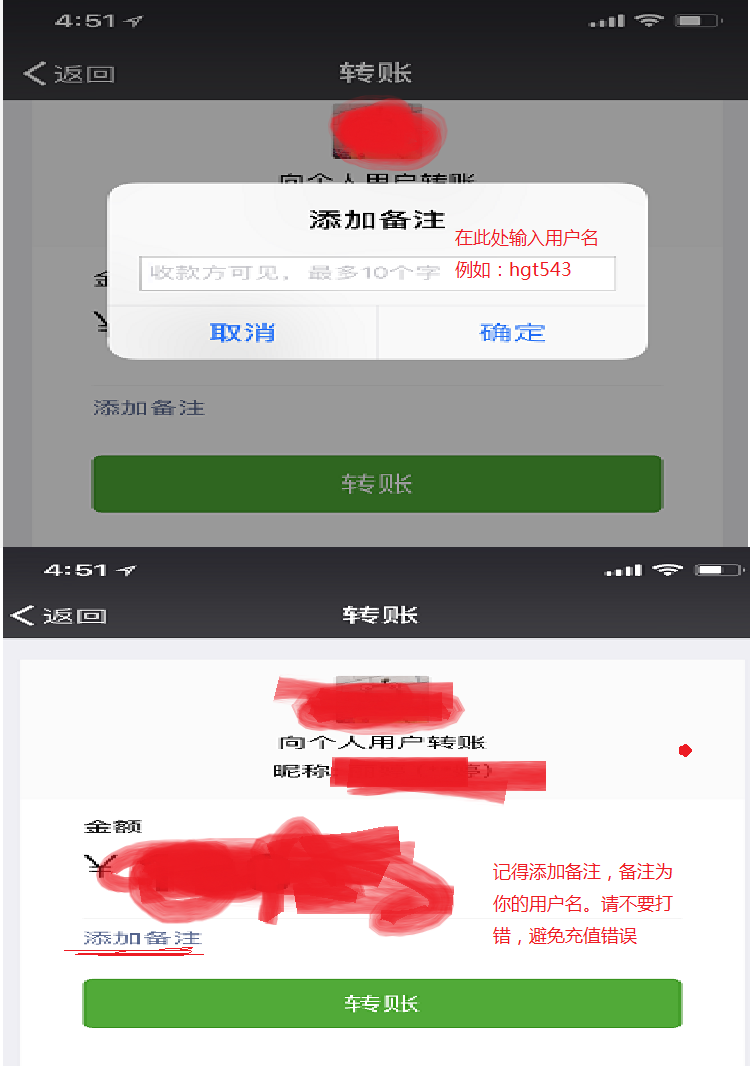 4:51
返回
转账
向个人用户转账
添加备注
在此处输入用户名
收款方可见，最多10个字
例如：hgt543
金
¥
取消
确定
添加备注
转账
4:51
返回
转账
向个人用户转账
昵称
金额
¥
记得添加备注，备注为
你的用户名。请不要打
错，避免充值错误
添加备注
转账